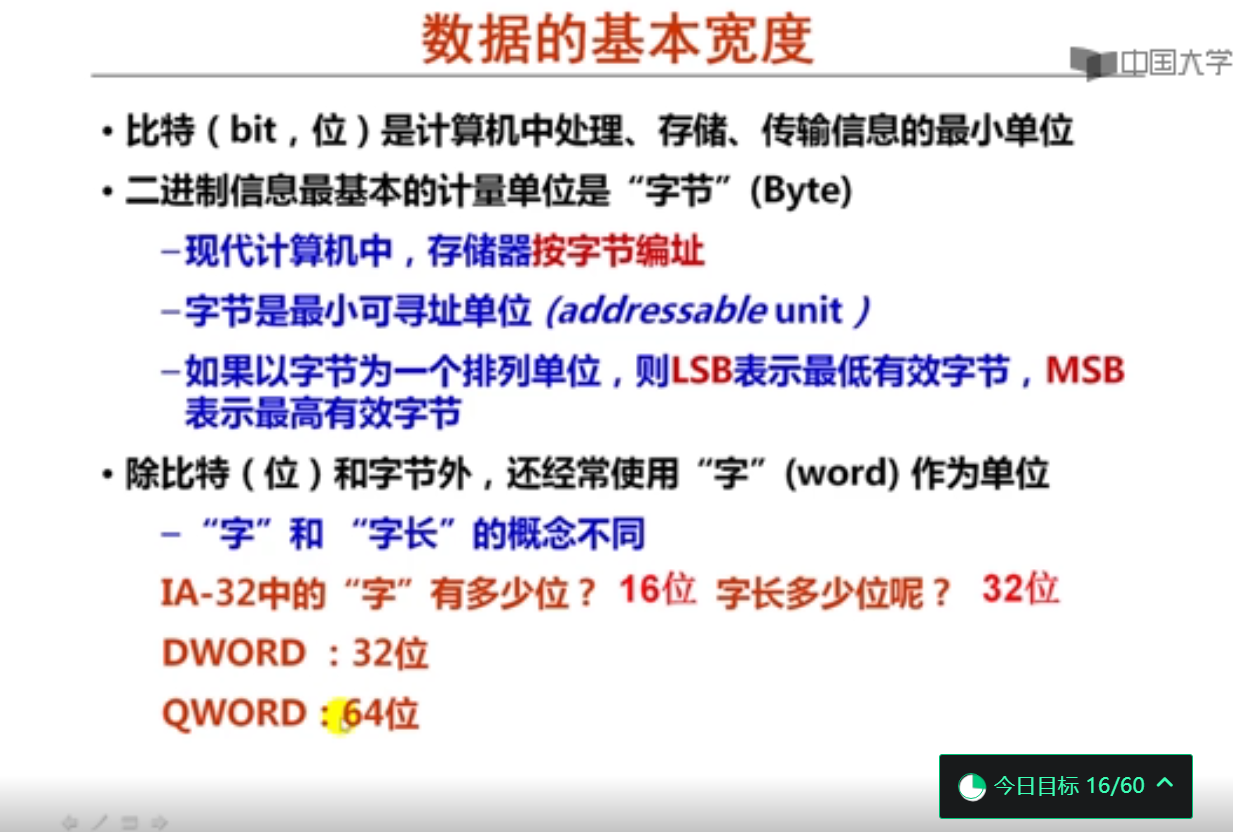 数据的基本宽度
中国大学
• 比特（bit，位）是计算机中处理、存储、传输信息的最小单位
• 二进制信息最基本的计量单位是“字节”(Byte)
–现代计算机中，存储器按字节编址
–字节是最小可寻址单位 (addressable unit )
–如果以字节为一个排列单位，则LSB表示最低有效字节，MSB
表示最高有效字节
• 除比特（位）和字节外，还经常使用“字”(word) 作为单位
– “字”和 “字长”的概念不同
IA-32中的“字”有多少位？ 16位 字长多少位呢？ 32位
DWORD ：32位
QWORD：64位
今日目标 16/60